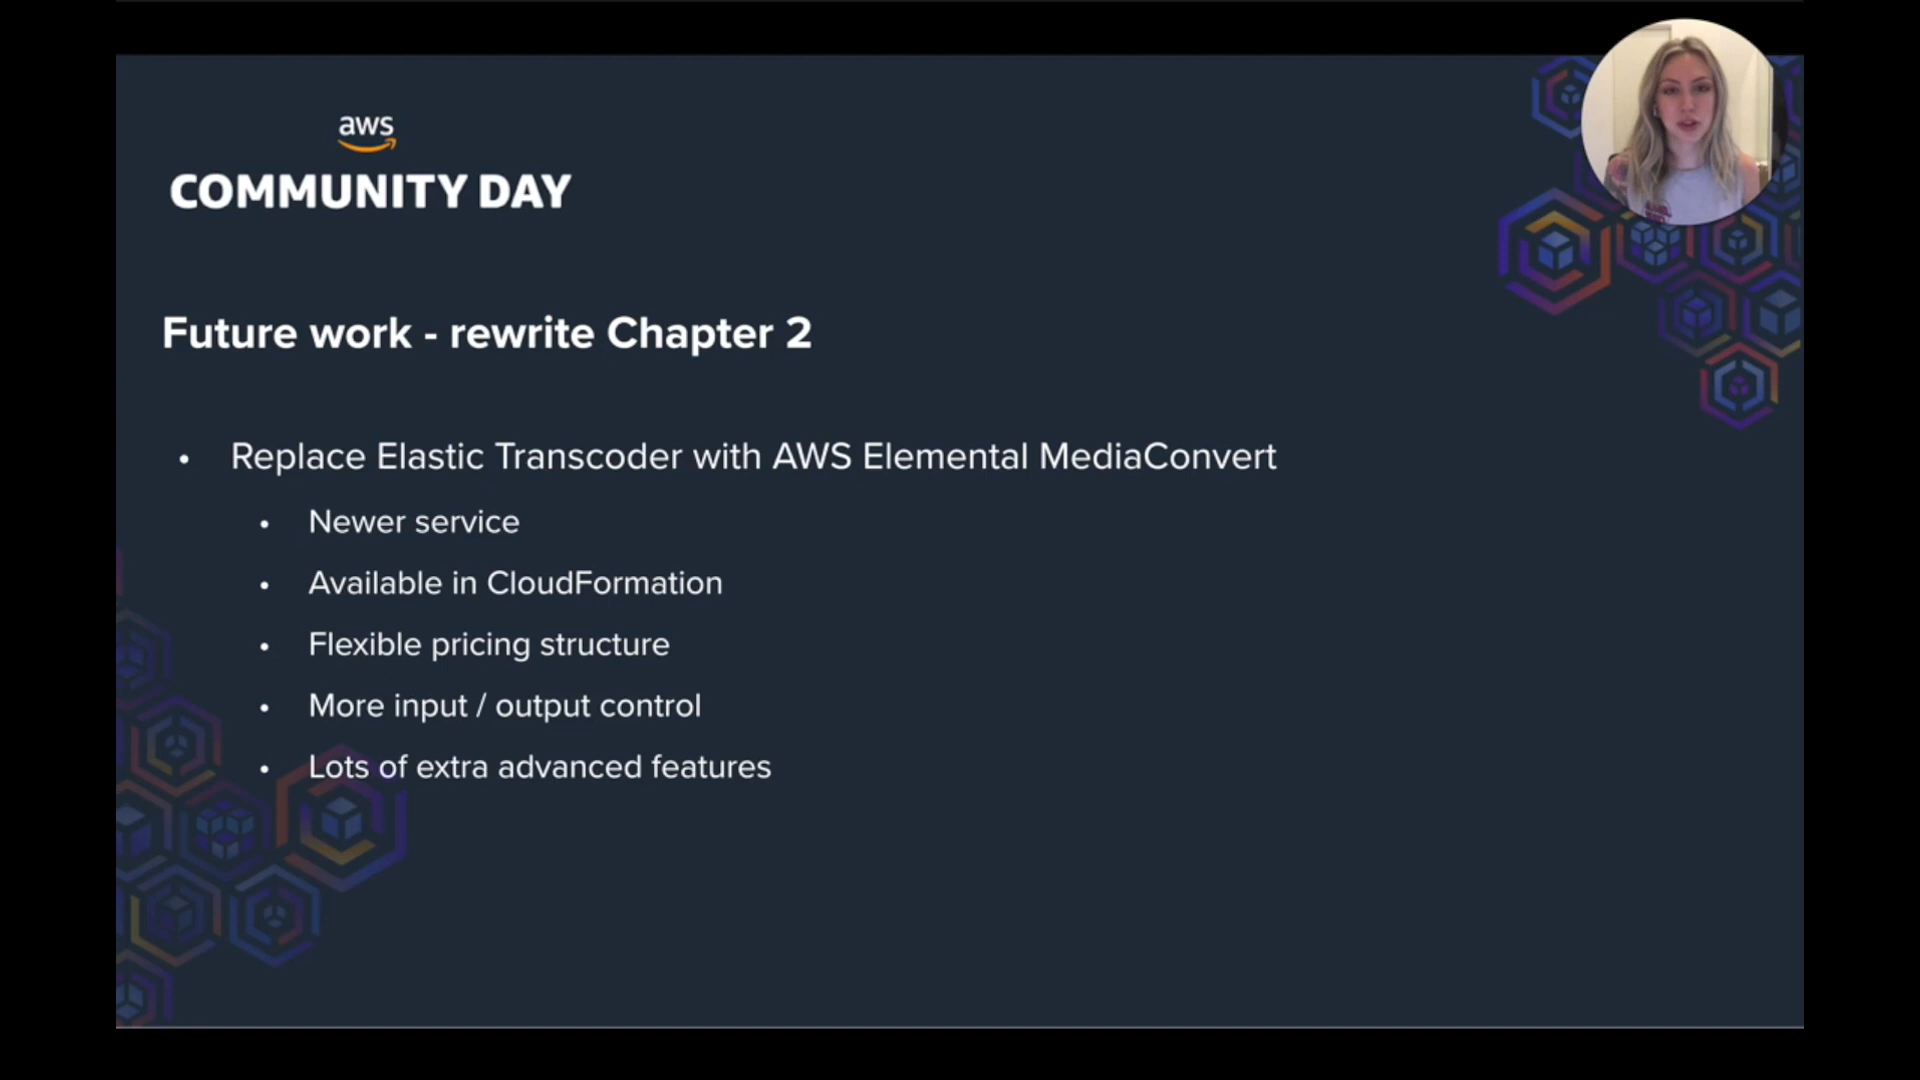 aws
COMMUNITY DAY
Future work - rewrite Chapter 2
• Replace Elastic Transcoder with AWS Elemental MediaConvert
• Newer service
• Available in CloudFormation
• Flexible pricing structure
• More input / output control
• Lots of extra advanced features